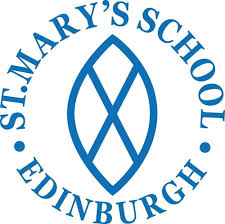 ST. MARY'S SCHOOL
• EDINBURGH •